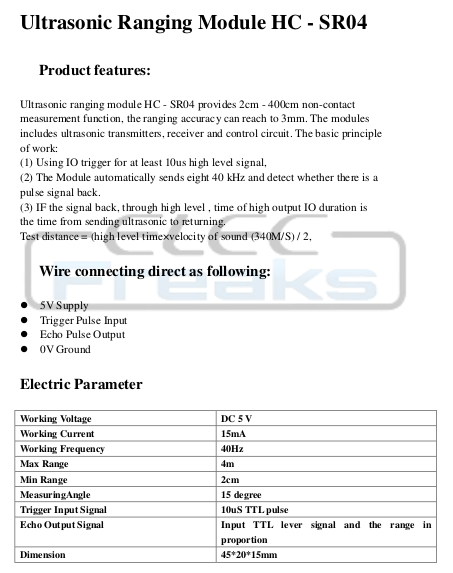 Ultrasonic Ranging Module HC - SR04
Product features:
Ultrasonic ranging module HC - SR04 provides 2cm - 400cm non-contact
measurement function, the ranging accuracy can reach to 3mm. The modules
includes ultrasonic transmitters, receiver and control circuit. The basic principle
of work:
(1) Using IO trigger for at least 10us high level signal,
(2) The Module automatically sends eight 40 kHz and detect whether there is a
pulse signal back.
(3) IF the signal back, through high level , time of high output IO duration is
the time from sending ultrasonic to returning.
Test distance = (high level time×velocity of sound (340M/S) / 2,
Elec
Freaks
Wire connecting direct as following:
● 5V Supply
● Trigger Pulse Input
● Echo Pulse Output
● 0V Ground
Electric Parameter
Working Voltage DC 5 V
Working Current 15mA
Working Frequency 40Hz
Max Range 4m
Min Range 2cm
MeasuringAngle 15 degree
Trigger Input Signal 10uS TTL pulse
Echo Output Signal Input TTL lever signal and the range in
proportion
Dimension 45*20*15mm